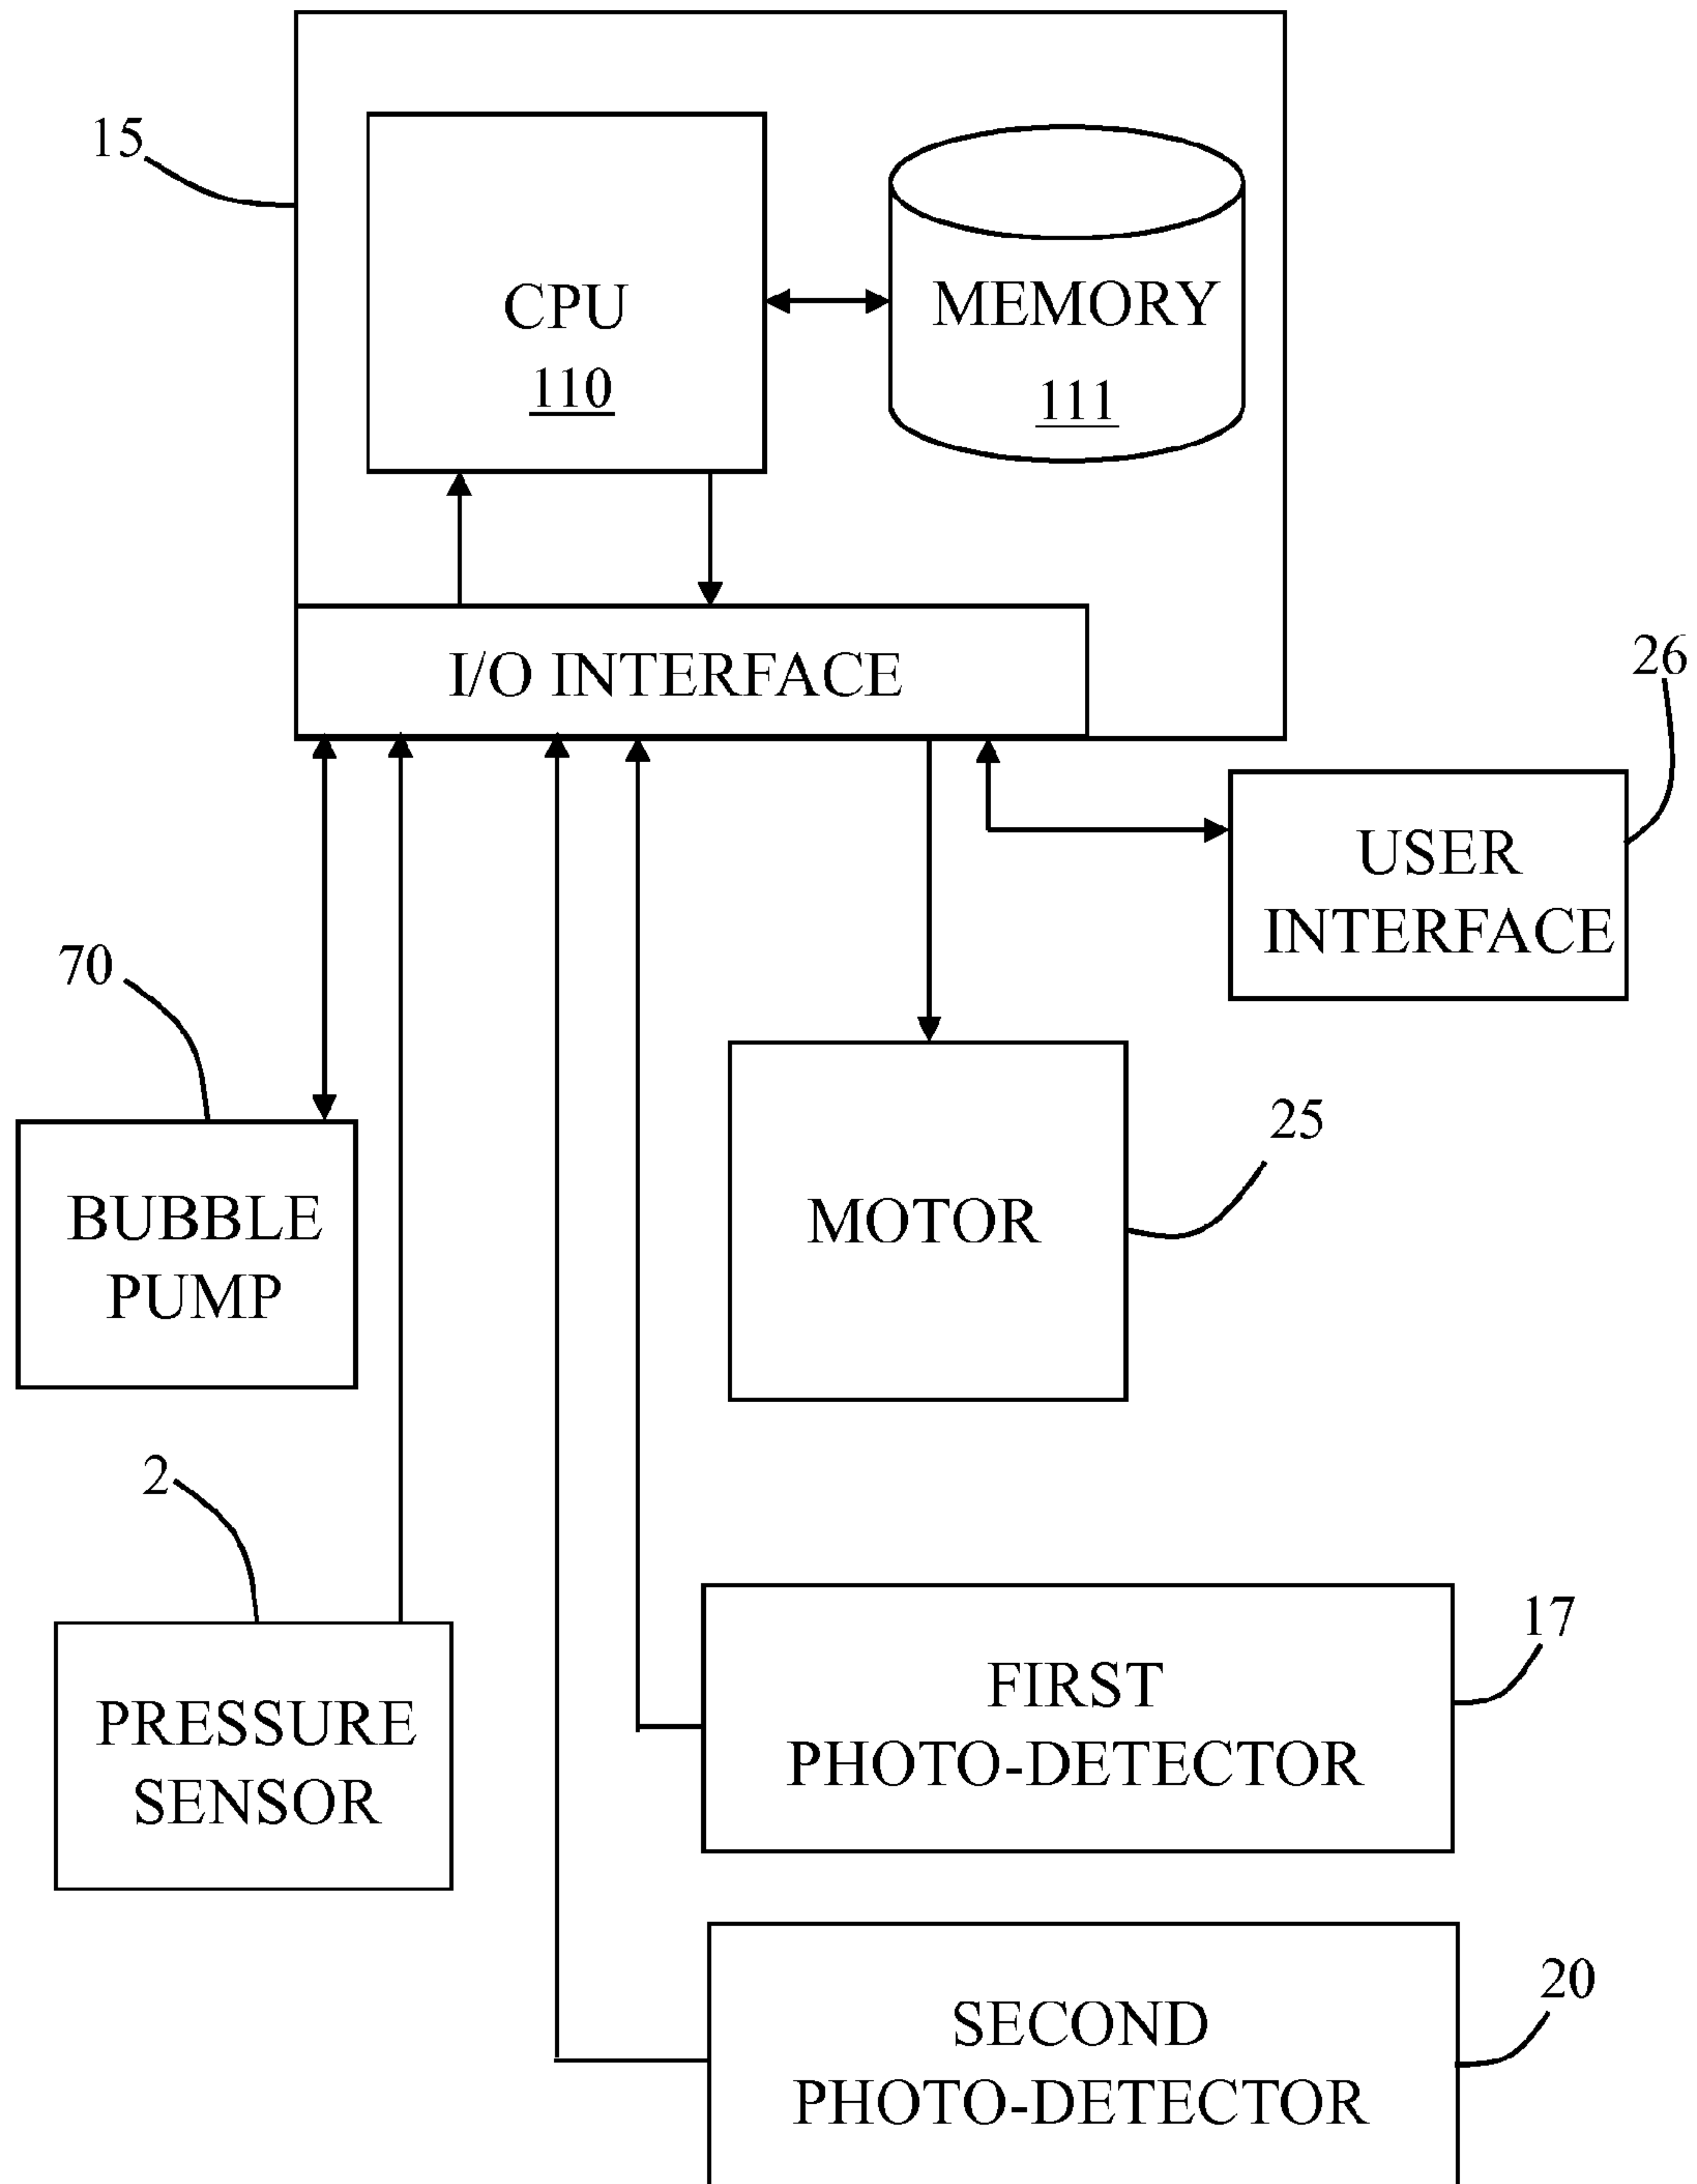 15
CPU
110
MEMORY
111
I/O INTERFACE
26
USER
INTERFACE
70
BUBBLE
PUMP
25
MOTOR
2
PRESSURE
SENSOR
17
FIRST
PHOTO-DETECTOR
20
SECOND
PHOTO-DETECTOR